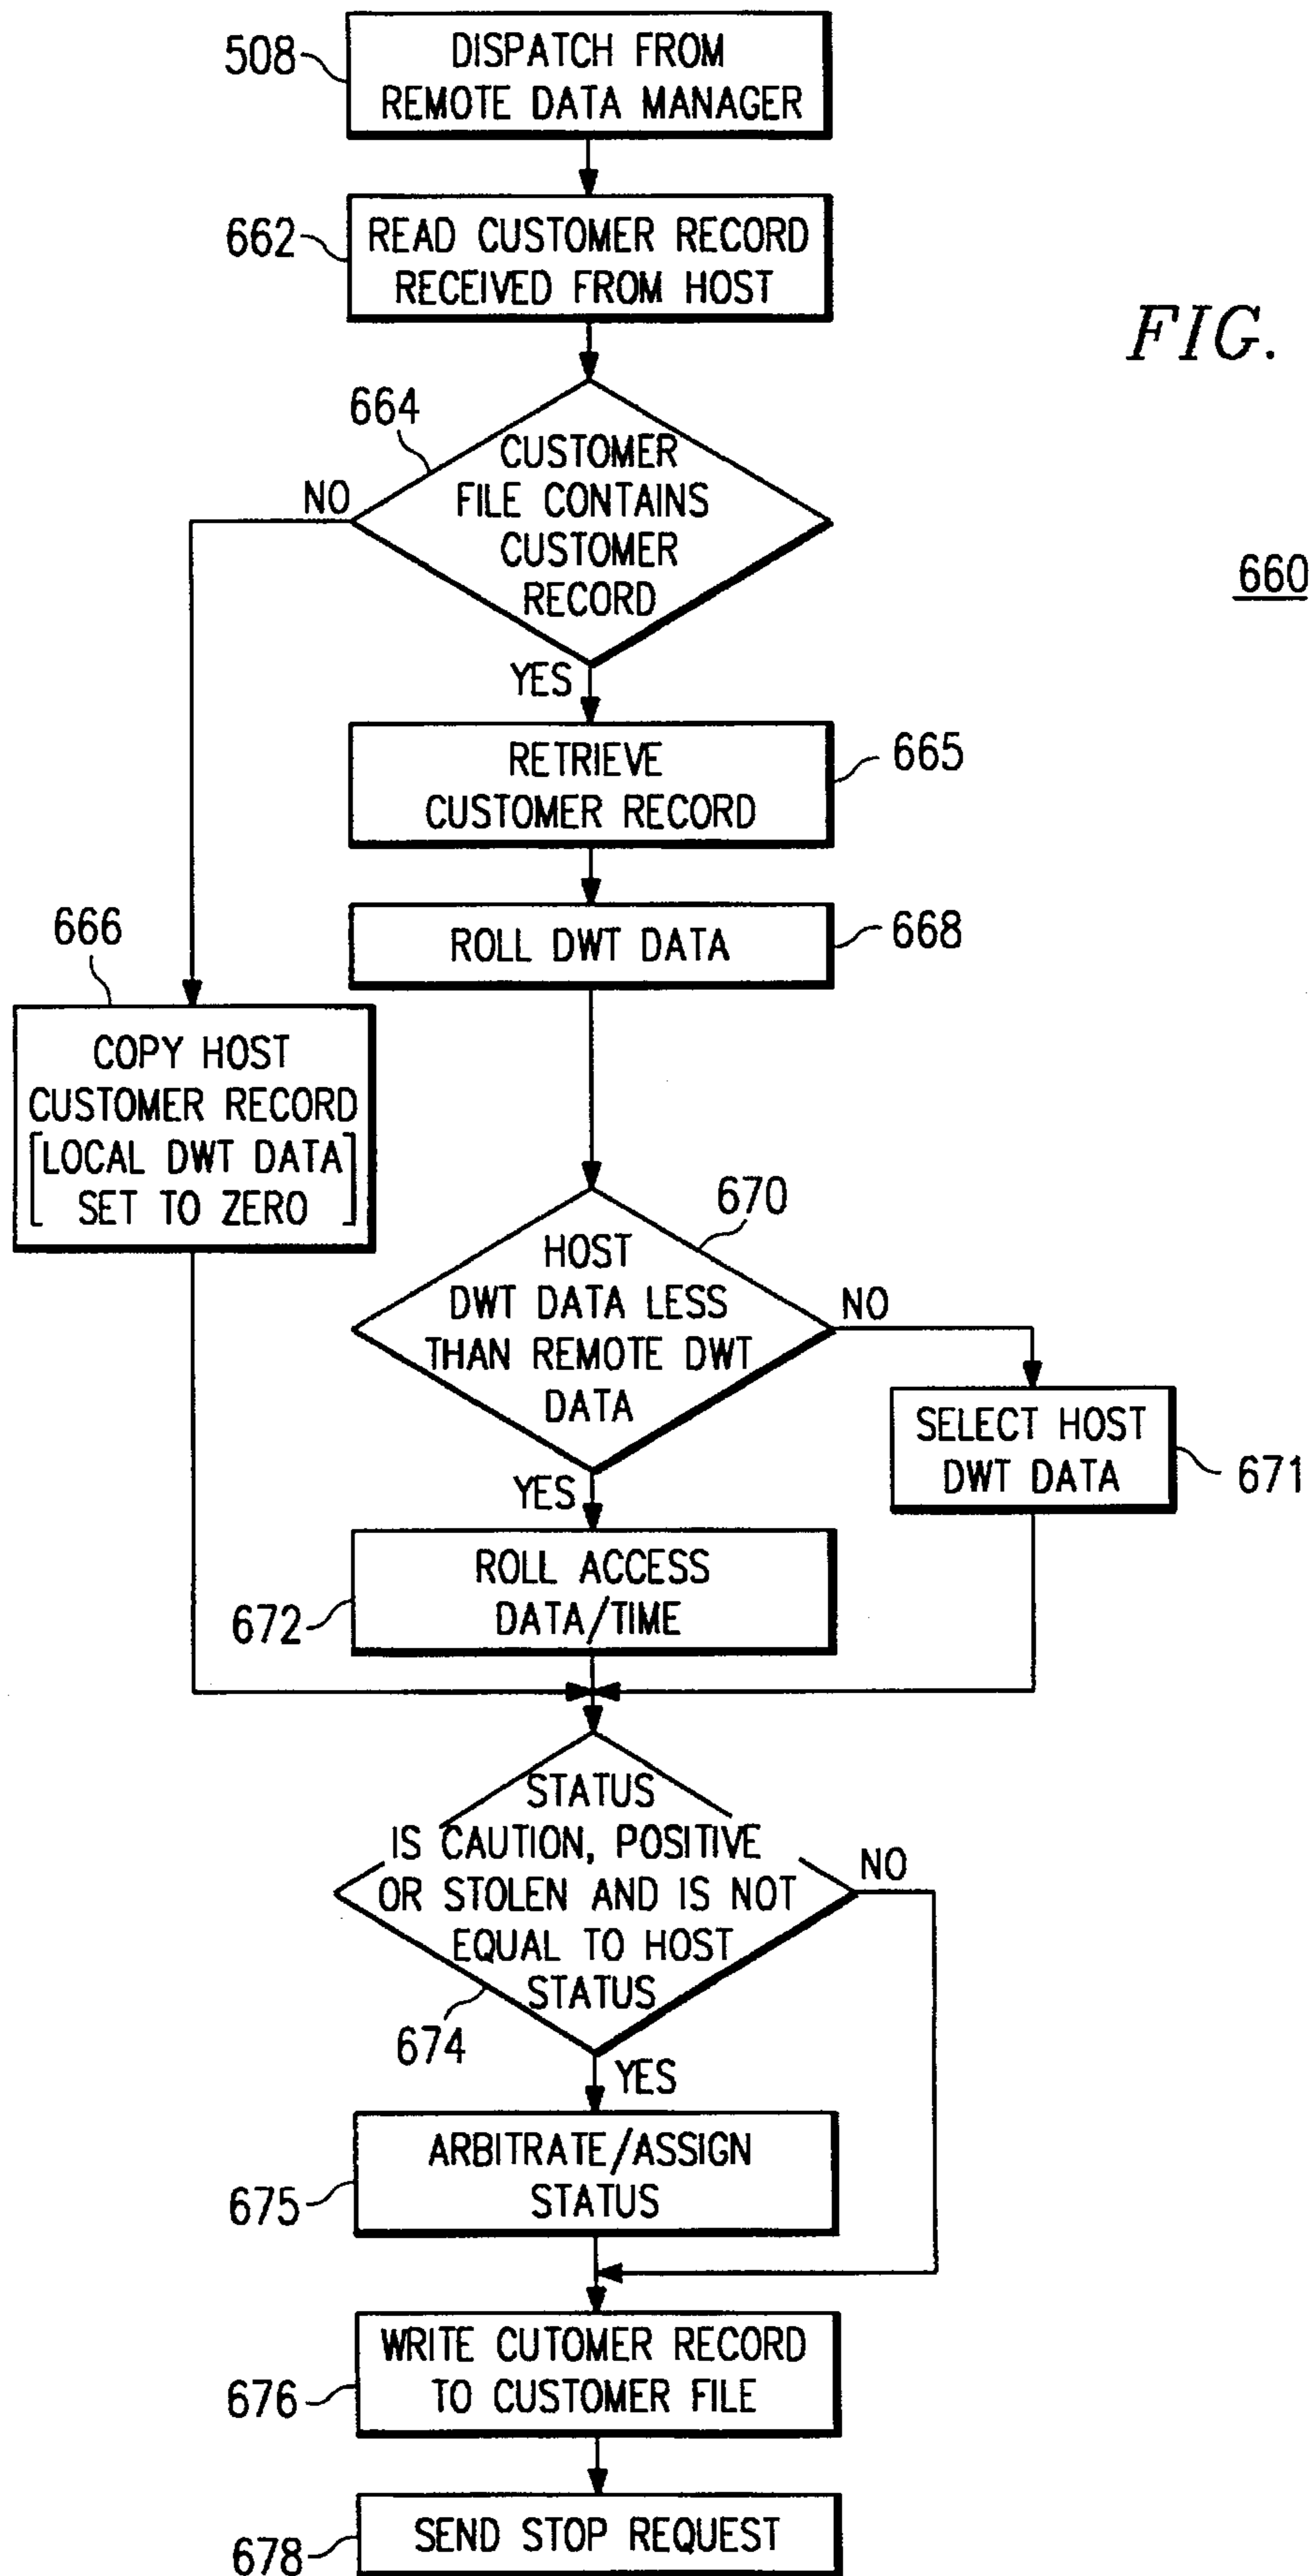 508
DISPATCH FROM
REMOTE DATA MANAGER
662
READ CUSTOMER RECORD
RECEIVED FROM HOST
FIG.
660
664
CUSTOMER
FILE CONTAINS
CUSTOMER
RECORD
NO
YES
RETRIEVE
CUSTOMER RECORD
665
ROLL DWT DATA
668
666
COPY HOST
CUSTOMER RECORD
[LOCAL DWT DATA
SET TO ZERO]
670
HOST
DWT DATA LESS
THAN REMOTE DWT
DATA
NO
SELECT HOST
DWT DATA
671
YES
ROLL ACCESS
DATA/TIME
672
STATUS
IS CAUTION, POSITIVE
OR STOLEN AND IS NOT
EQUAL TO HOST
STATUS
NO
674
YES
ARBITRATE/ASSIGN
STATUS
675
WRITE CUTOMER RECORD
TO CUSTOMER FILE
676
SEND STOP REQUEST
678